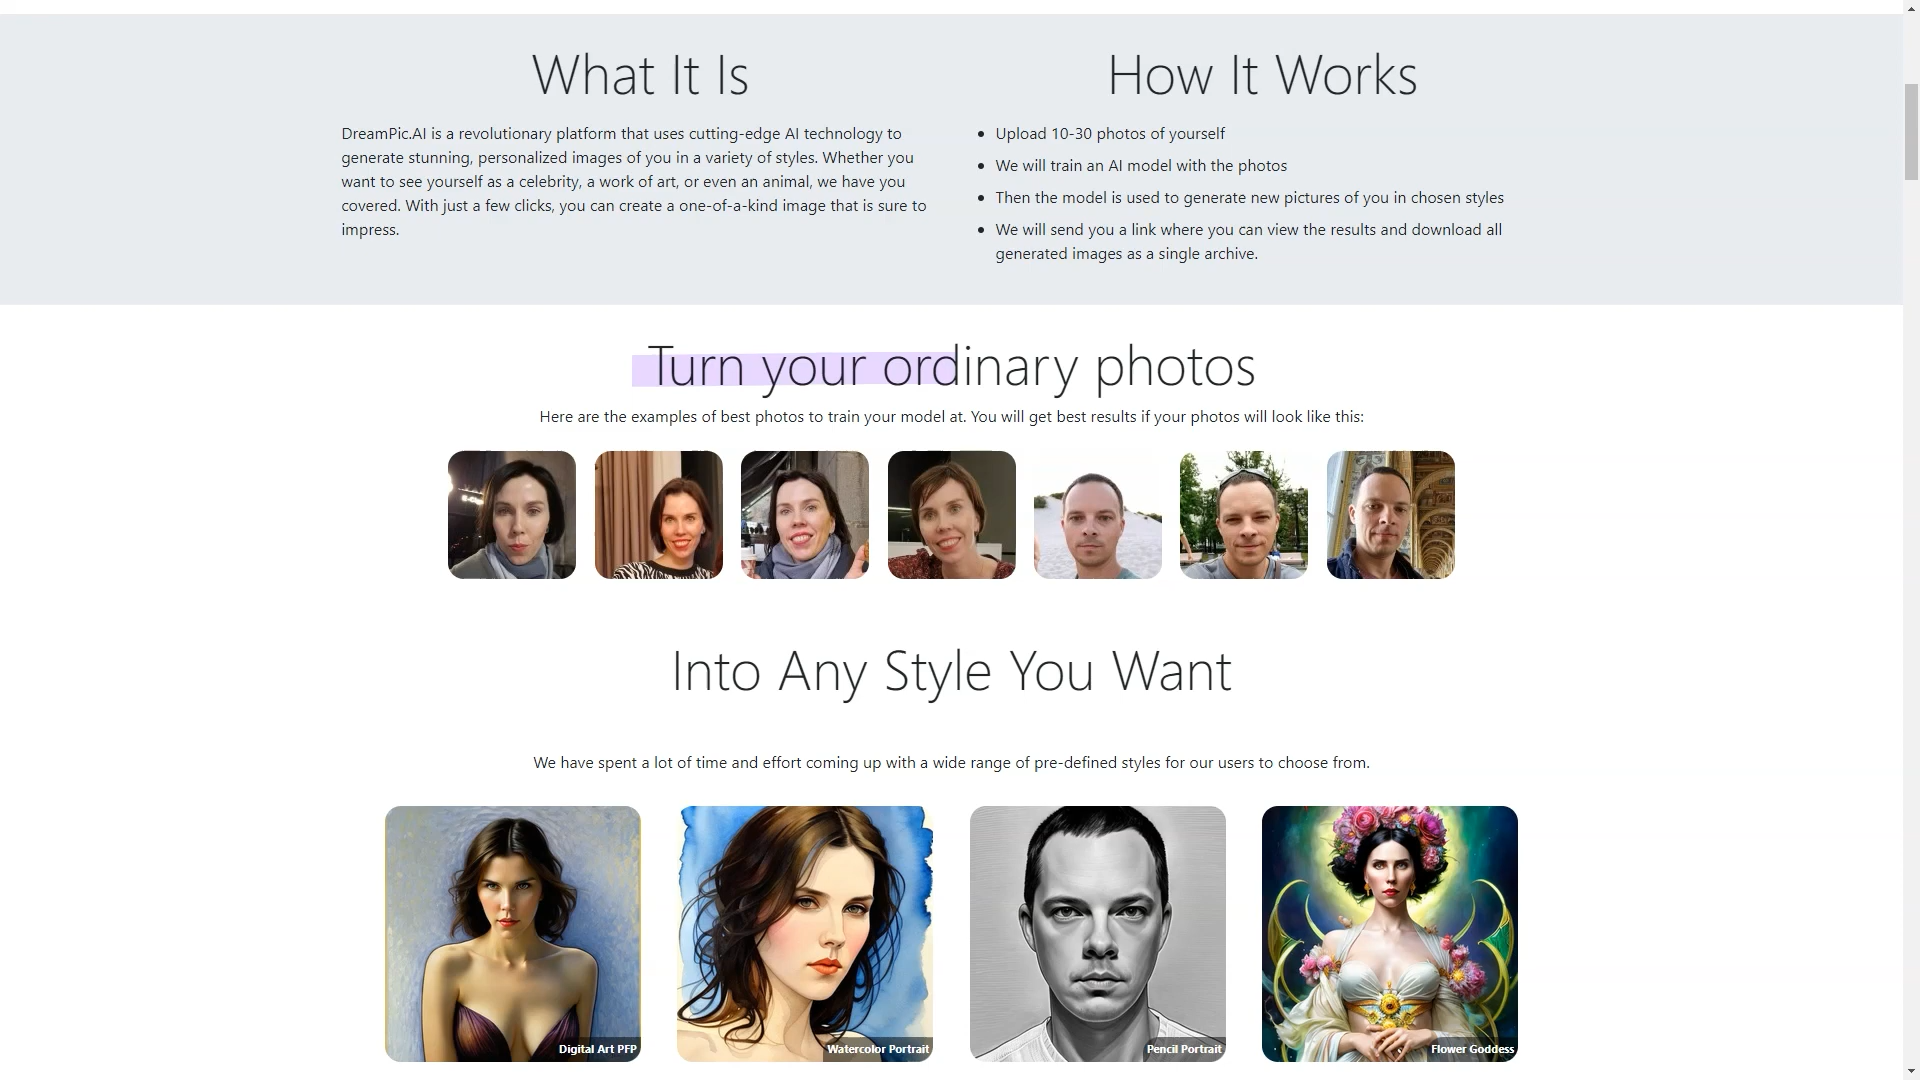 What It Is
DreamPic.AI is a revolutionary platform that uses cutting-edge AI technology to
generate stunning, personalized images of you in a variety of styles. Whether you
want to see yourself as a celebrity, a work of art, or even an animal, we have you
covered. With just a few clicks, you can create a one-of-a-kind image that is sure to
impress.
How It Works
Upload 10-30 photos of yourself
We will train an AI model with the photos
Then the model is used to generate new pictures of you in chosen styles
We will send you a link where you can view the results and download all
generated images as a single archive.
Turn your ordinary photos
Here are the examples of best photos to train your model at. You will get best results if your photos will look like this:
Into Any Style You Want
We have spent a lot of time and effort coming up with a wide range of pre-defined styles for our users to choose from.
Digital Art PFP
Watercolor Portrait
Pencil Portrait
Flower Goddess